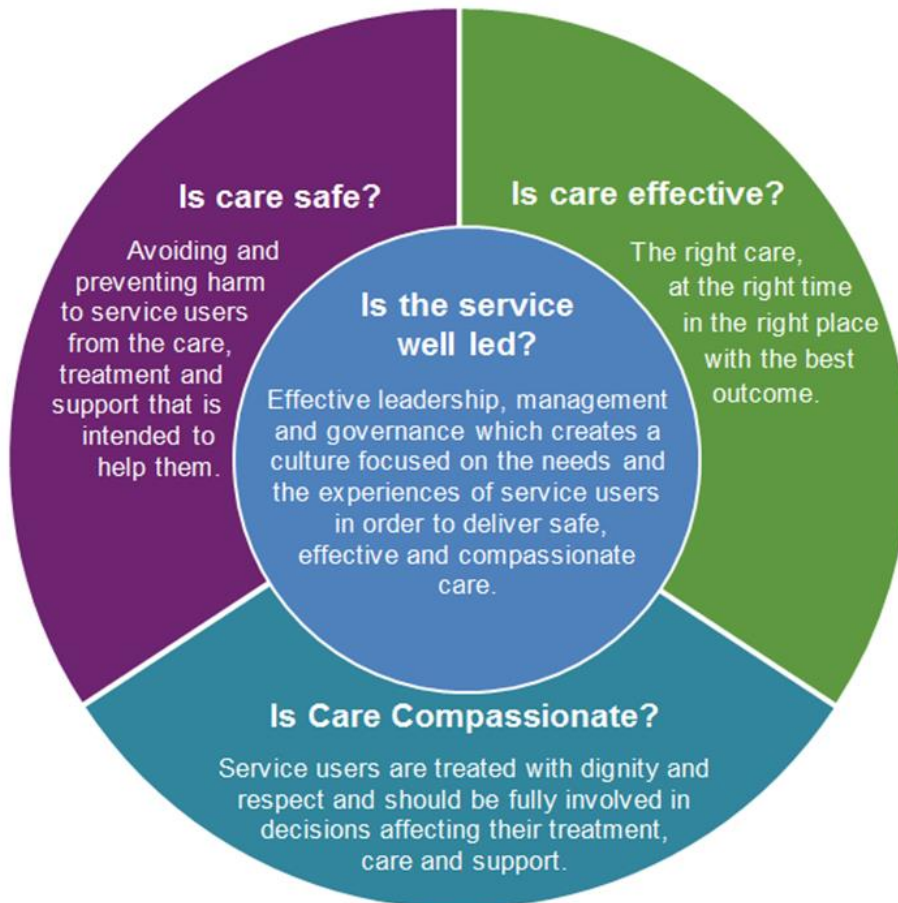 Is care safe?
Avoiding and
preventing harm
to service users
from the care,
treatment and
support that is
intended to
help them.
Is care effective?
The right care,
at the right time
in the right place
with the best
outcome.
Is the service
well led?
Effective leadership, management
and governance which creates a
culture focused on the needs and
the experiences of service users
in order to deliver safe,
effective and compassionate
care.
Is Care Compassionate?
Service users are treated with dignity and
respect and should be fully involved in
decisions affecting their treatment,
care and support.